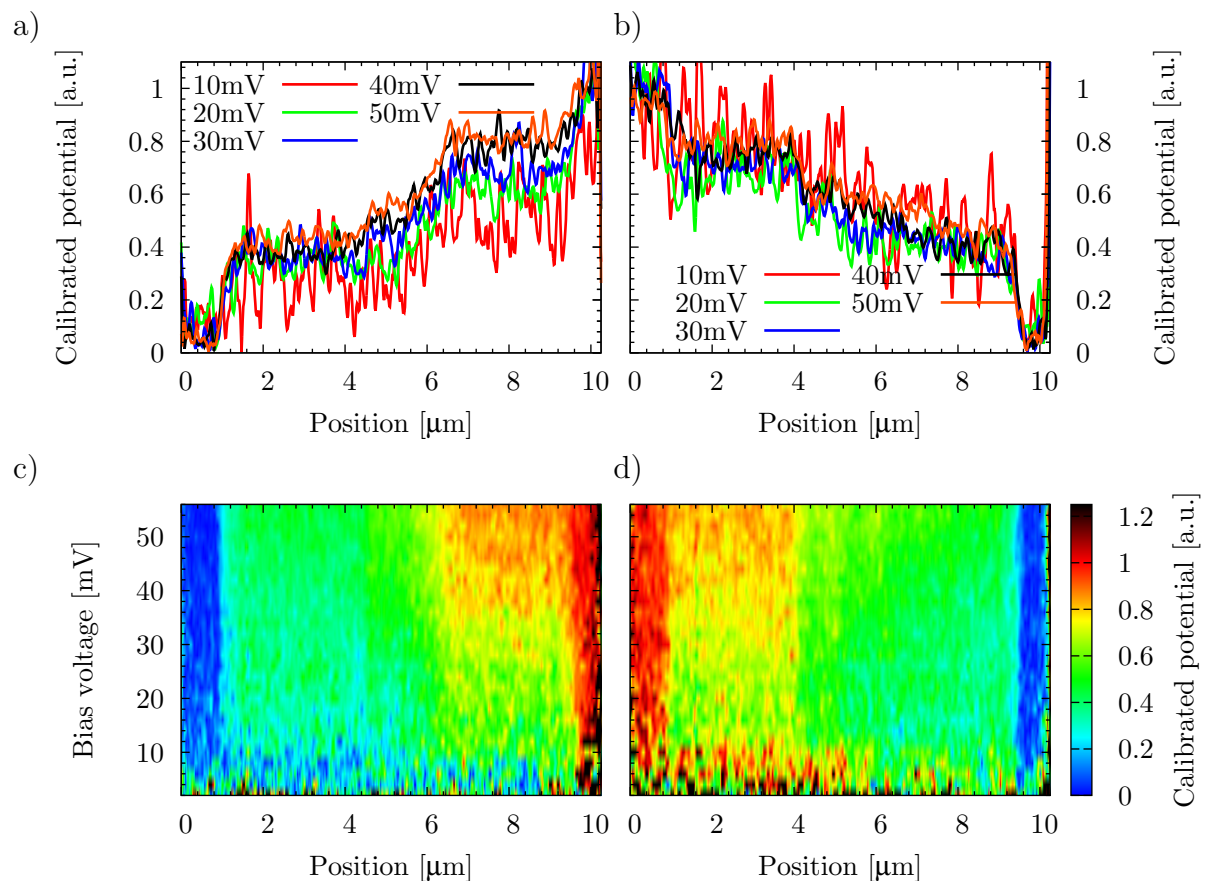 a)
Calibrated potential [a.u.]
1
0.8
0.6
0.4
0.2
0
10mV
20mV
30mV
40mV
50mV
0 2 4 6 8 10
Position [µm]
b)
1
0.8
0.6
0.4
0.2
0
Calibrated potential [a.u.]
10mV
20mV
30mV
40mV
50mV
0 2 4 6 8 10
Position [µm]
c)
Bias voltage [mV]
50
40
30
20
10
0 2 4 6 8 10
Position [µm]
d)
0 2 4 6 8 10
Position [µm]
1.2
1
0.8
0.6
0.4
0.2
0
Calibrated potential [a.u.]